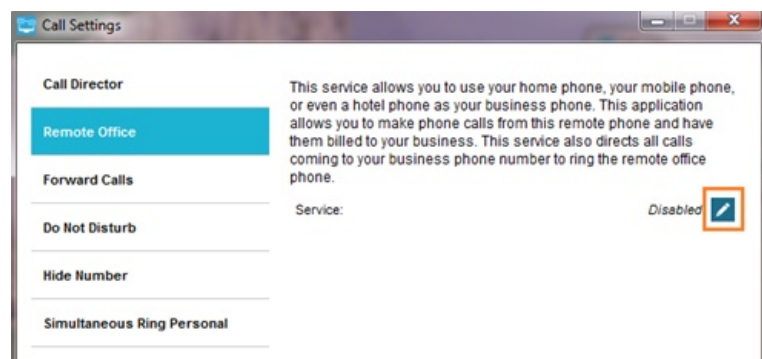 Call Settings
Call Director
Remote Office
Forward Calls
Do Not Disturb
Hide Number
Simultaneous Ring Personal
This service allows you to use your home phone, your mobile phone,
or even a hotel phone as your business phone. This application
allows you to make phone calls from this remote phone and have
them billed to your business. This service also directs all calls
coming to your business phone number to ring the remote office
phone.
Service: Disabled